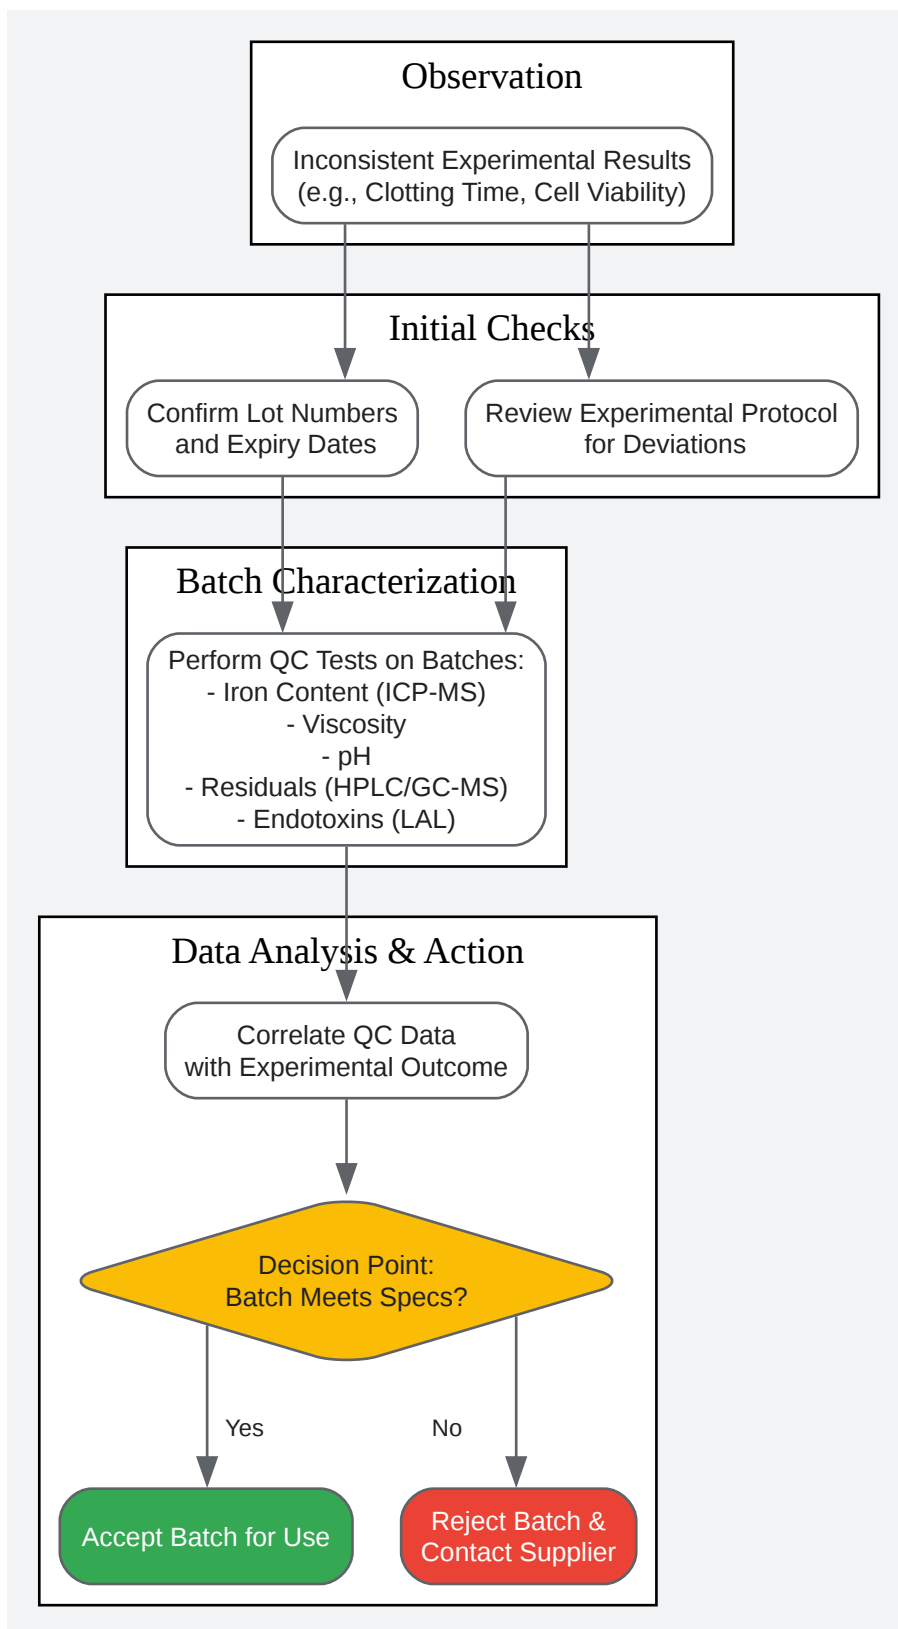 Observation
Inconsistent Experimental Results
(e.g., Clotting Time, Cell Viability)
Initial Checks
Confirm Lot Numbers
and Expiry Dates
Review Experimental Protocol
for Deviations
Batch Characterization
Perform QC Tests on Batches:
- Iron Content (ICP-MS)
- Viscosity
- pH
- Residuals (HPLC/GC-MS)
- Endotoxins (LAL)
Data Analysis & Action
Correlate QC Data
with Experimental Outcome
Decision Point:
Batch Meets Specs?
Yes
No
Accept Batch for Use
Reject Batch &
Contact Supplier